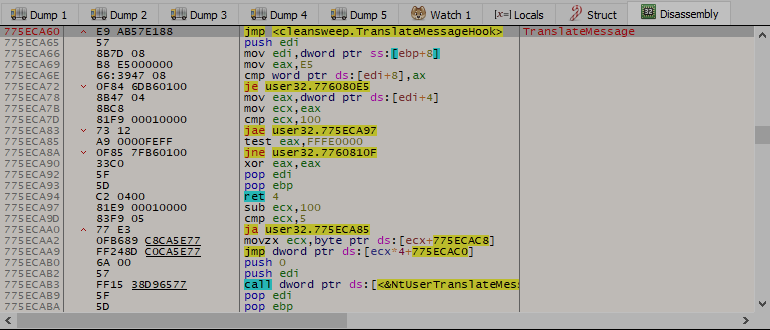 Dump 1 Dump 2 Dump 3 Dump 4 Dump 5 Watch 1 [x=] Locals Struct Disassembly
775ECA60 E9 AB57E188 jmp <cleansweep.TranslateMessageHook> TranslateMessage
775ECA65 57 push edi
775ECA66 8B7D 08 mov edi,dword ptr ss:[ebp+8]
775ECA69 B8 E5000000 mov eax,E5
775ECA6E 66:3947 08 cmp word ptr ds:[edi+8],ax
775ECA72 0F84 6DB60100 je user32.776080E5
775ECA78 8B47 04 mov eax,dword ptr ds:[edi+4]
775ECA7B 8BC8 mov ecx,eax
775ECA7D 81F9 00010000 cmp ecx,100
775ECA83 73 12 jae user32.775ECA97
775ECA85 A9 0000FEFF test eax,FFFE0000
775ECA8A 0F85 7FB60100 jne user32.7760810F
775ECA90 33C0 xor eax,eax
775ECA92 5F pop edi
775ECA93 5D pop ebp
775ECA94 C2 0400 ret 4
775ECA97 81E9 00010000 sub ecx,100
775ECA9D 83F9 05 cmp ecx,5
775ECAA0 77 E3 ja user32.775ECA85
775ECAA2 0FB689 C8CA5E77 movzx ecx,byte ptr ds:[ecx+775ECAC8]
775ECAA9 FF248D C0CA5E77 jmp dword ptr ds:[ecx*4+775ECAC0]
775ECAB0 6A 00 push 0
775ECAB2 57 push edi
775ECAB3 FF15 38D96577 call dword ptr ds:[<&NtUserTranslateMes
775ECAB9 5F pop edi
775ECABA 5D pop ebp